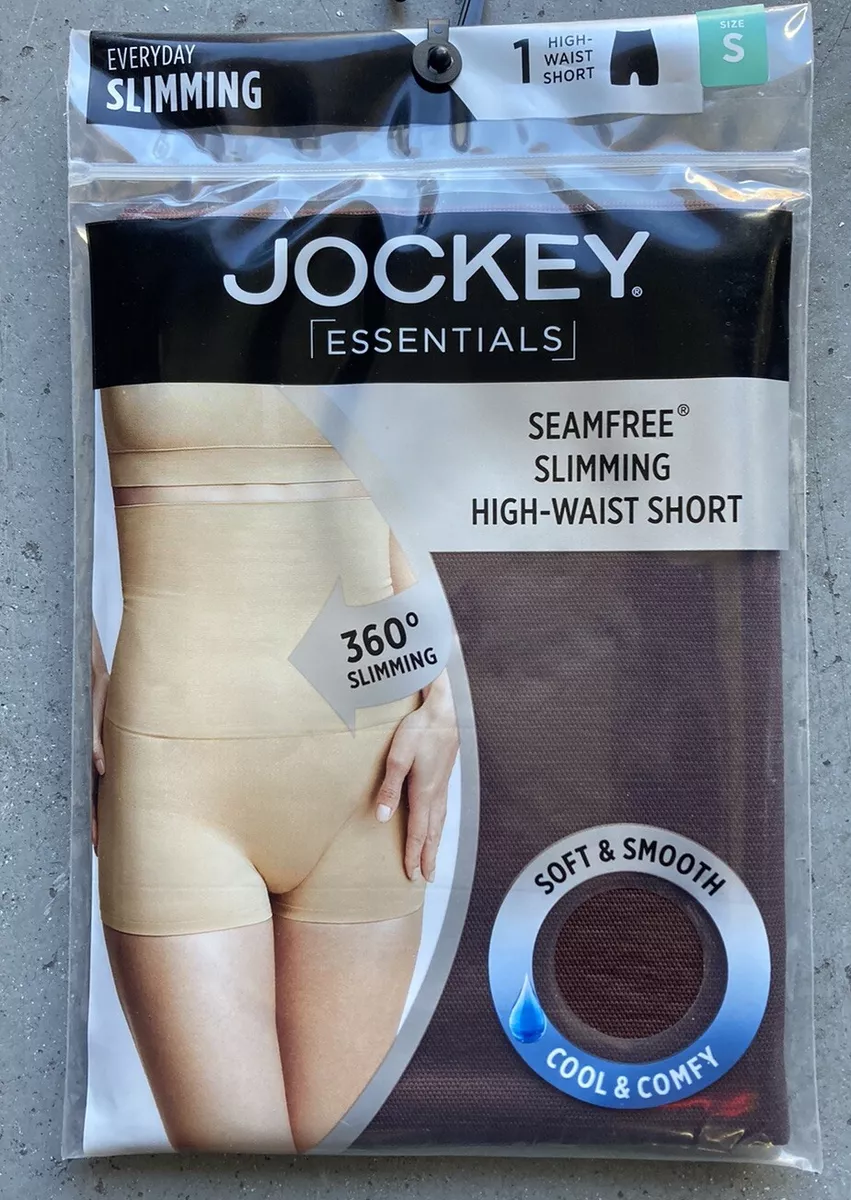 EVERYDAY
SLIMMING
1 HIGH-
WAIST
SHORT
SIZE
S
JOCKEY®
ESSENTIALS
SEAMFREE®
SLIMMING
HIGH-WAIST SHORT
360°
SLIMMING
SOFT & SMOOTH
COOL & COMFY